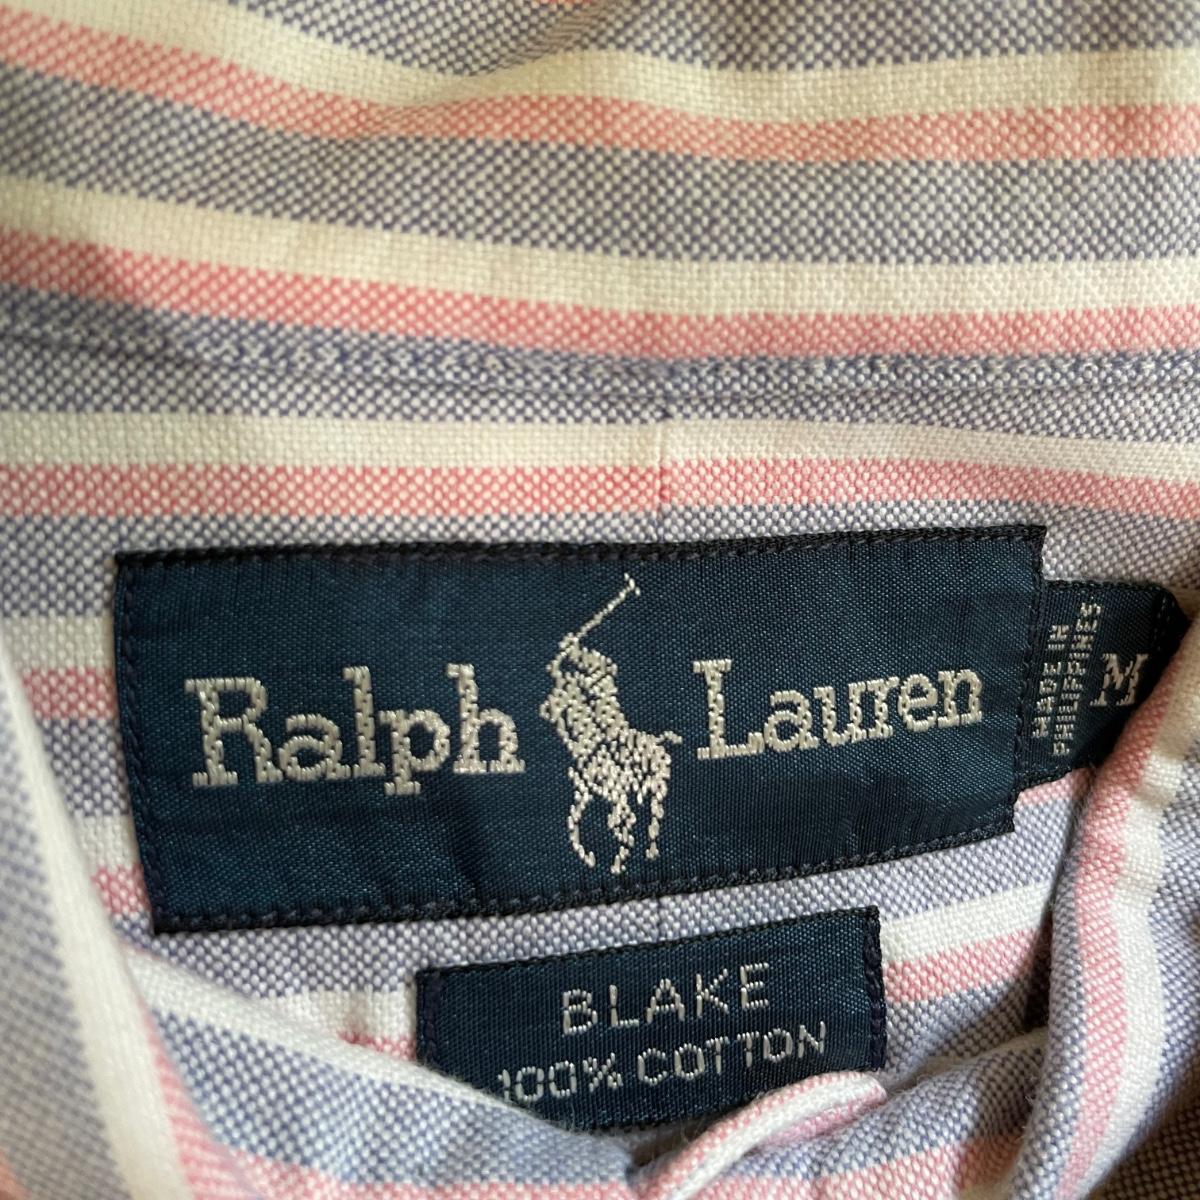 Ralph Lauren
MADE IN
PHILIPPINES
M
BLAKE
100% COTTON